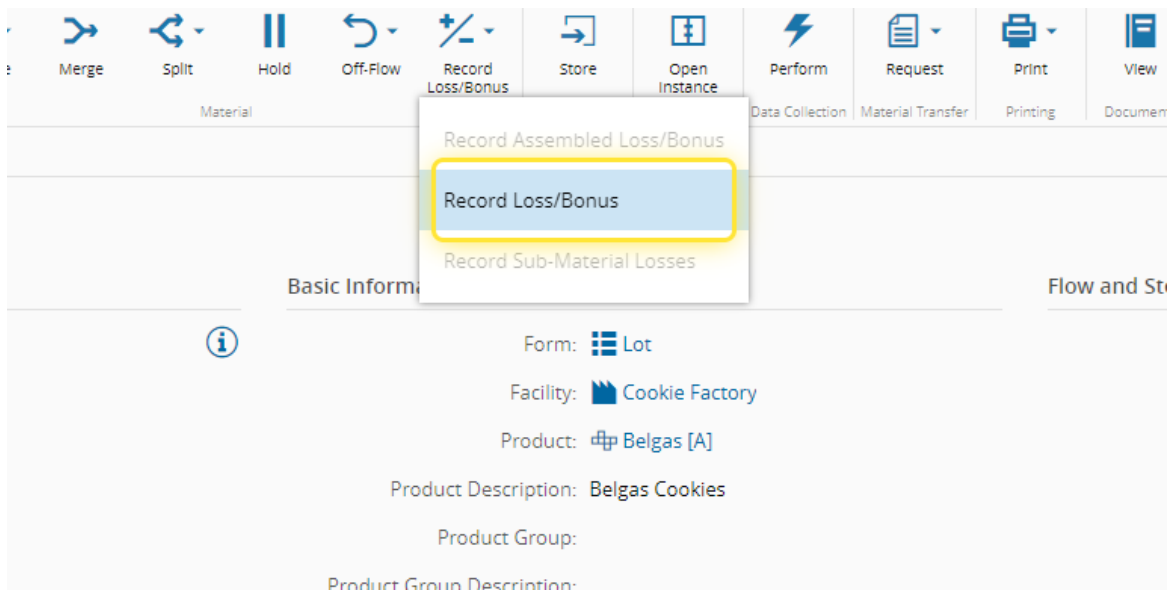 Merge
Split
Hold
Off-Flow
Record
Loss/Bonus
Store
Open
Instance
Perform
Request
Print
View
Material
Data Collection
Material Transfer
Printing
Record Assembled Loss/Bonus
Record Loss/Bonus
Record Sub-Material Losses
Basic
Flow and
Form: Lot
Facility: Cookie Factory
Product: Belgas [A]
Product Description: Belgas Cookies
Product Group:
Product Group Description: